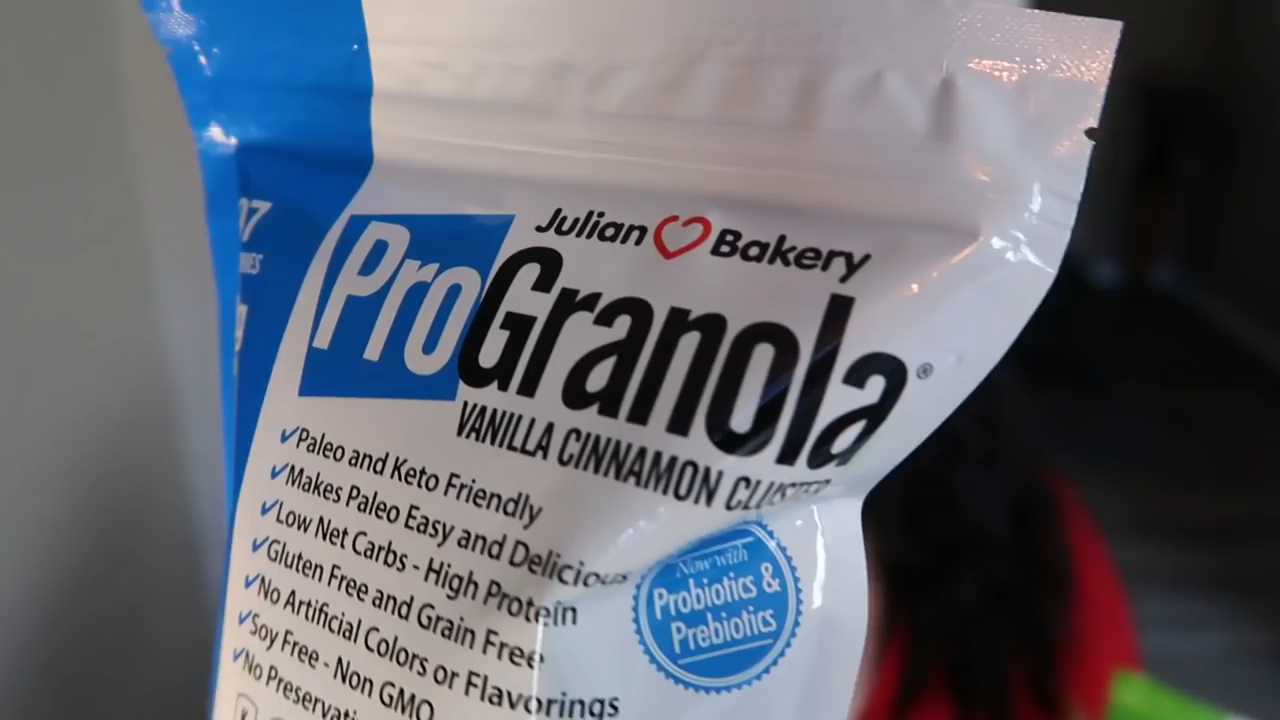 Julian Bakery
ProGranola®
VANILLA CINNAMON
✓Paleo and Keto Friendly
✓Makes Paleo Easy and Delicious
✓Low Net Carbs - High Protein
✓Gluten Free and Grain Free
✓No Artificial Colors or Flavorings
✓Soy Free - Non GMO
✓No
Now with
Probiotics &
Prebiotics